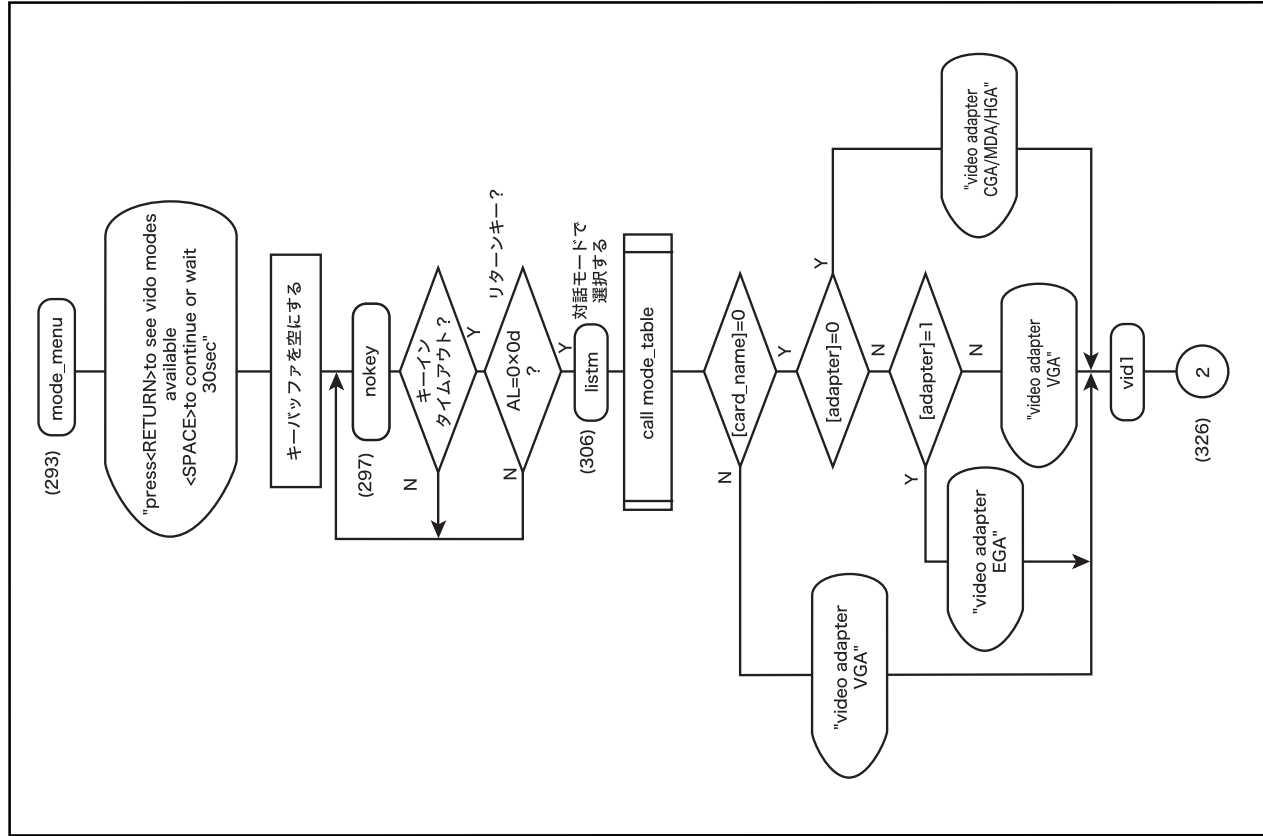 (293)
mode_menu
"press<RETURN>to see vido modes
available
<SPACE>to continue or wait
30sec"
キーバッファを空にする
(297)
nokey
キーイン
タイムアウト？
N
Y
リターンキー？
AL=0×0d
?
N
Y
対話モードで
選択する
(306)
listm
call mode_table
[card_name]=0
N
Y
[adapter]=0
Y
N
[adapter]=1
Y
N
"video adapter
VGA"
"video adapter
EGA"
"video adapter
VGA"
"video adapter
CGA/MDA/HGA"
vid1
2
(326)